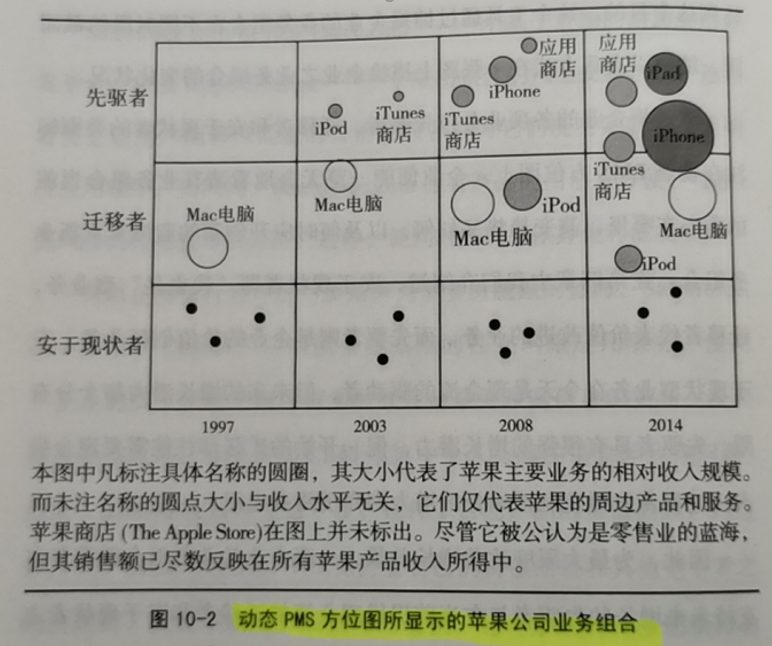 应用
商店
应用
商店
iPad
先驱者
iPod
iTunes
商店
iPhone
iTunes
商店
iPhone
iTunes
商店
迁移者
Mac电脑
Mac电脑
iPod
Mac电脑
Mac电脑
iPod
安于现状者
1997
2003
2008
2014
本图中凡标注具体名称的圆圈，其大小代表了苹果主要业务的相对收入规模。
而未注名称的圆点大小与收入水平无关，它们仅代表苹果的周边产品和服务。
苹果商店(The Apple Store)在图上并未标出。尽管它被公认为是零售业的蓝海，
但其销售额已尽数反映在所有苹果产品收入所得中。
图 10-2 动态 PMS 方位图所显示的苹果公司业务组合